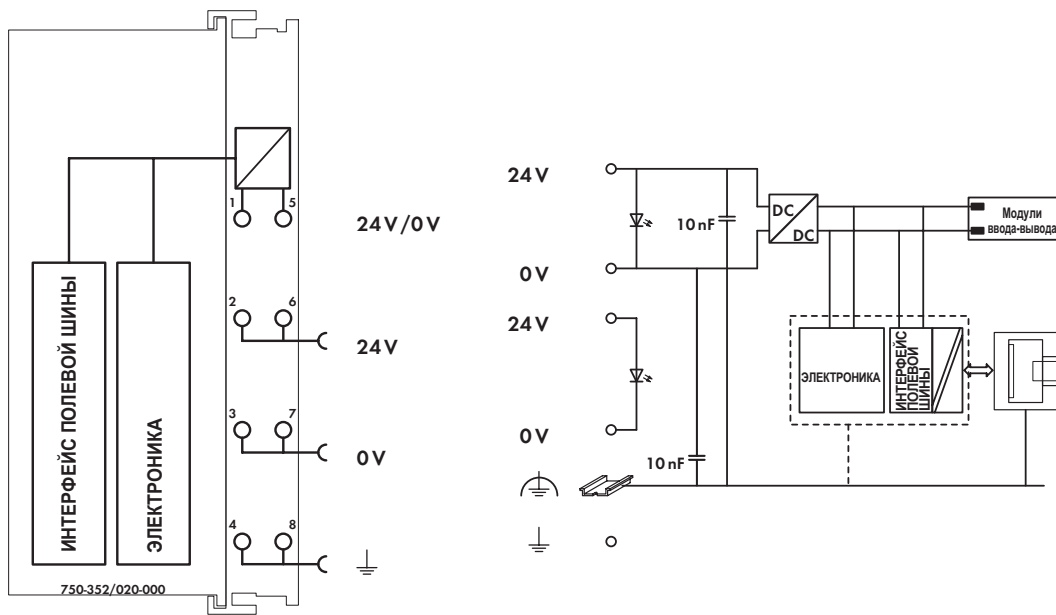 1 5
24V/0V
2 6
24V
3 7
0V
4 8
ИНТЕРФЕЙС ПОЛЕВОЙ ШИНЫ
ЭЛЕКТРОНИКА
750-352/020-000
24V
10nF
DC
DC
Модули
ввода-вывода
0V
24V
ЭЛЕКТРОНИКА
ИНТЕРФЕЙС
ПОЛЕВОЙ
ШИНЫ
0V
10nF